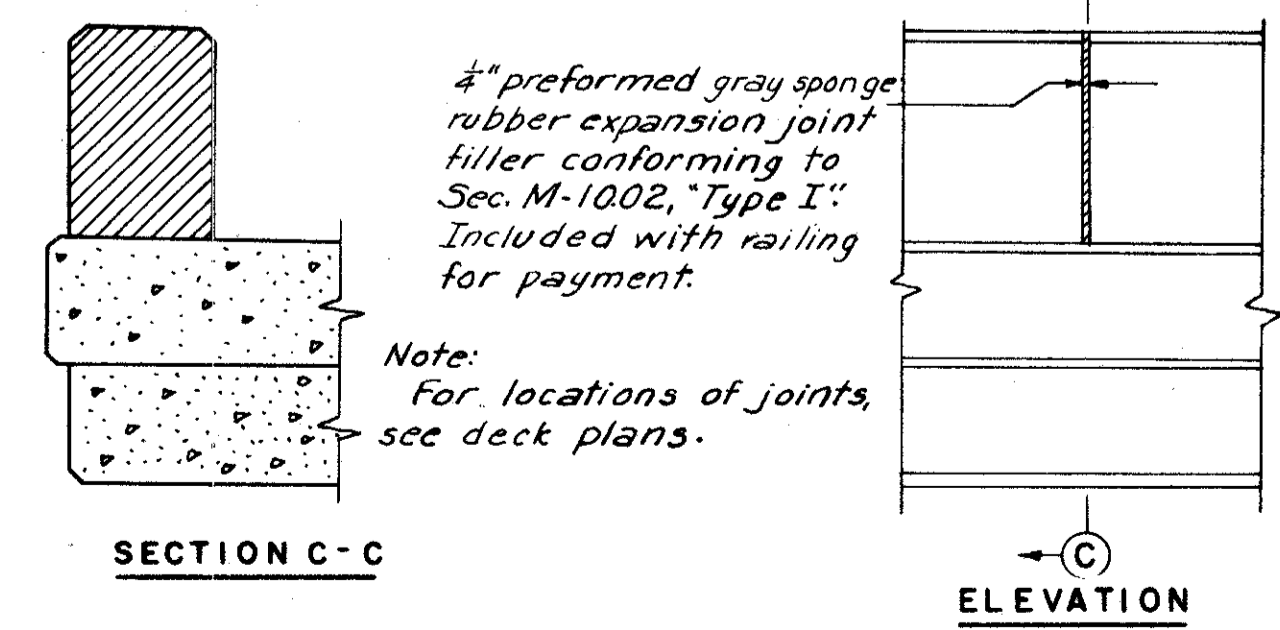 1/4" preformed gray sponge
rubber expansion joint
filler conforming to
Sec. M-10.02, "Type I".
Included with railing
for payment.
Note:
For locations of joints,
see deck plans.
SECTION C-C
C
ELEVATION